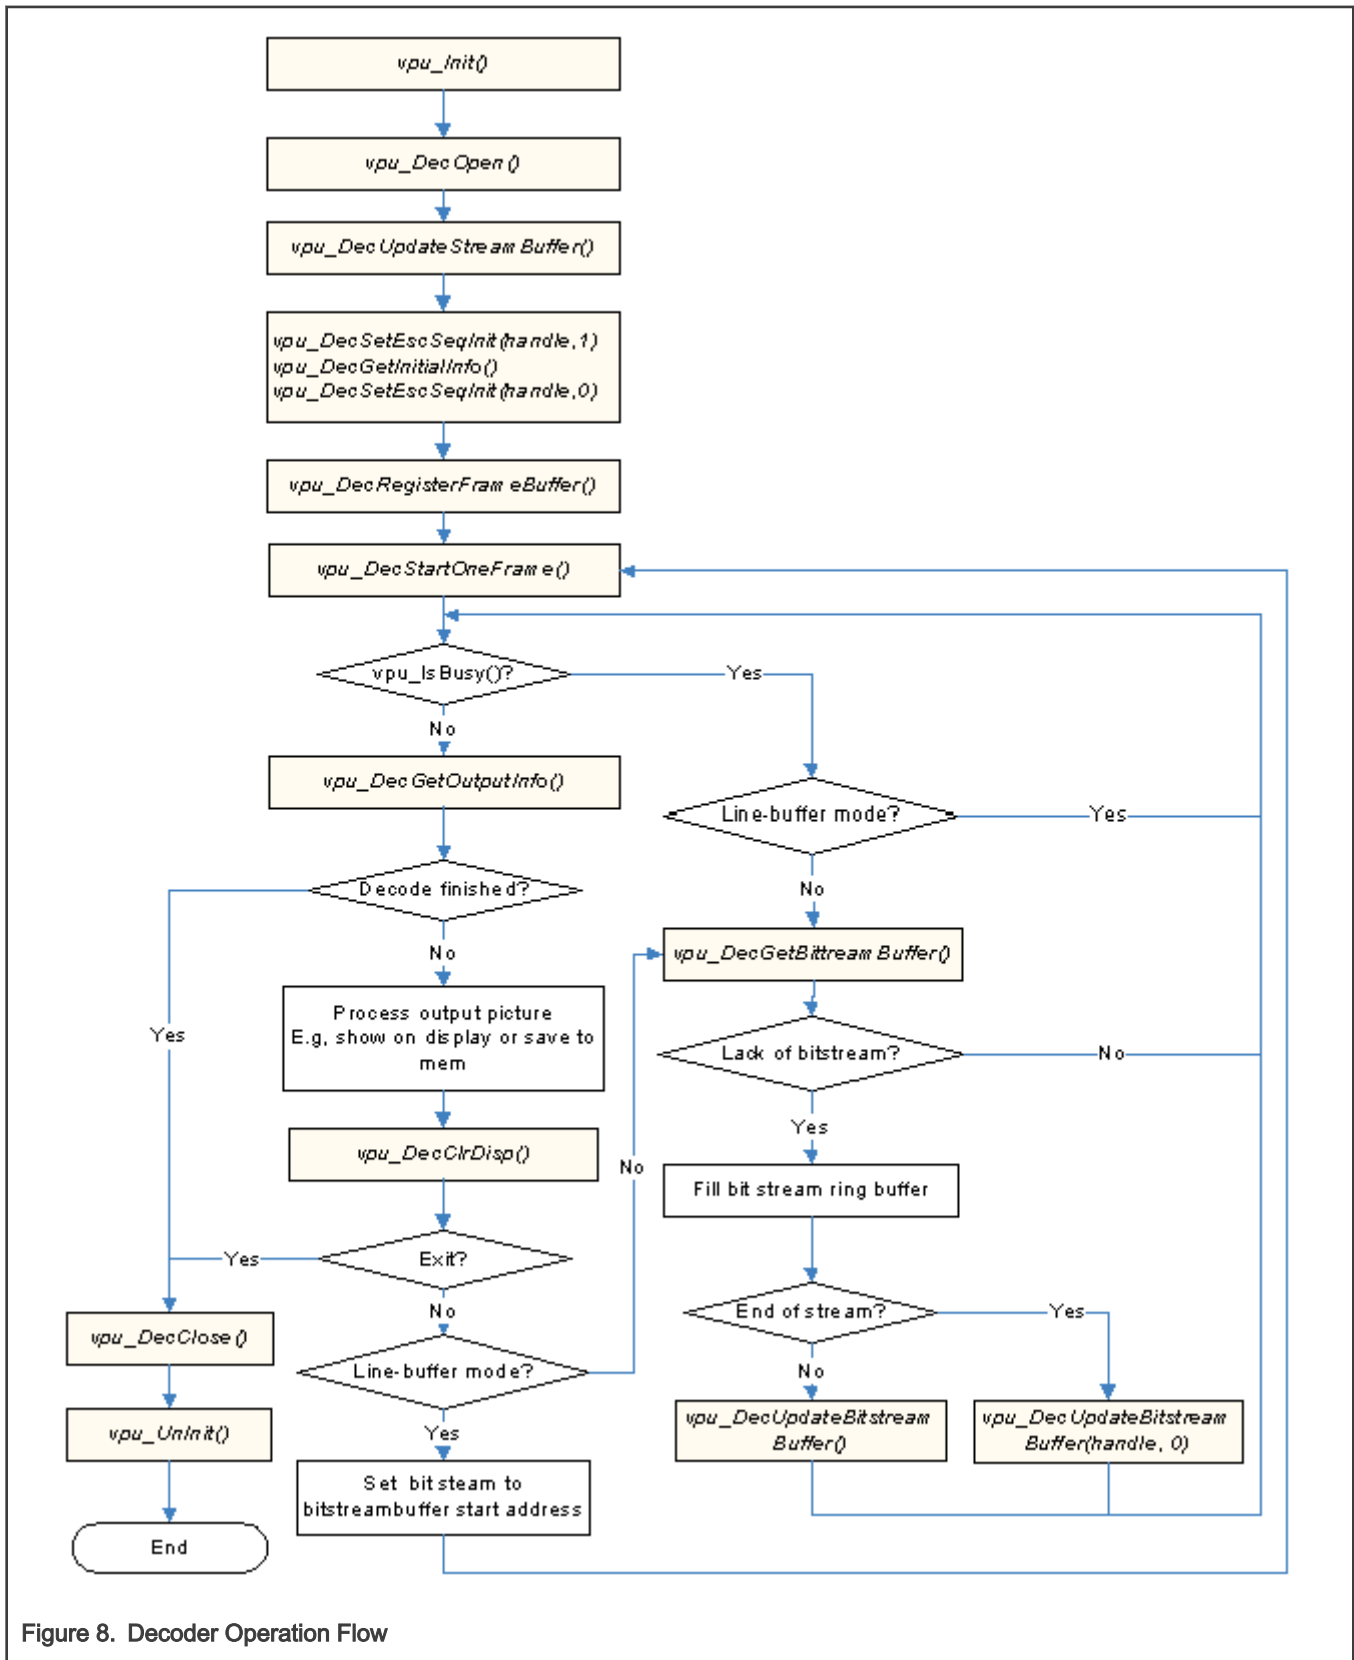 vpu_Init()
vpu_DecOpen()
vpu_DecUpdateStreamBuffer()
vpu_DecSetEscSeqInit(handle,1)
vpu_DecGetInitialInfo()
vpu_DecSetEscSeqInit(handle,0)
vpu_DecRegisterFrameBuffer()
vpu_DecStartOneFrame()
vpu_IsBusy()?
Yes
No
vpu_DecGetOutputInfo()
Line-buffer mode?
Yes
No
Decode finished?
Yes
No
vpu_DecGetBittreamBuffer()
Process output picture
E.g, show on display or save to
mem
Lack of bitstream?
No
Yes
vpu_DecClrDisp()
No
Fill bit stream ring buffer
Exit?
Yes
No
End of stream?
Yes
No
vpu_DecClose()
Line-buffer mode?
Yes
vpu_DecUpdateBitstream
Buffer()
vpu_DecUpdateBitstream
Buffer(handle, 0)
vpu_UnInit()
Set bitsteam to
bitstreambuffer start address
End
Figure 8. Decoder Operation Flow